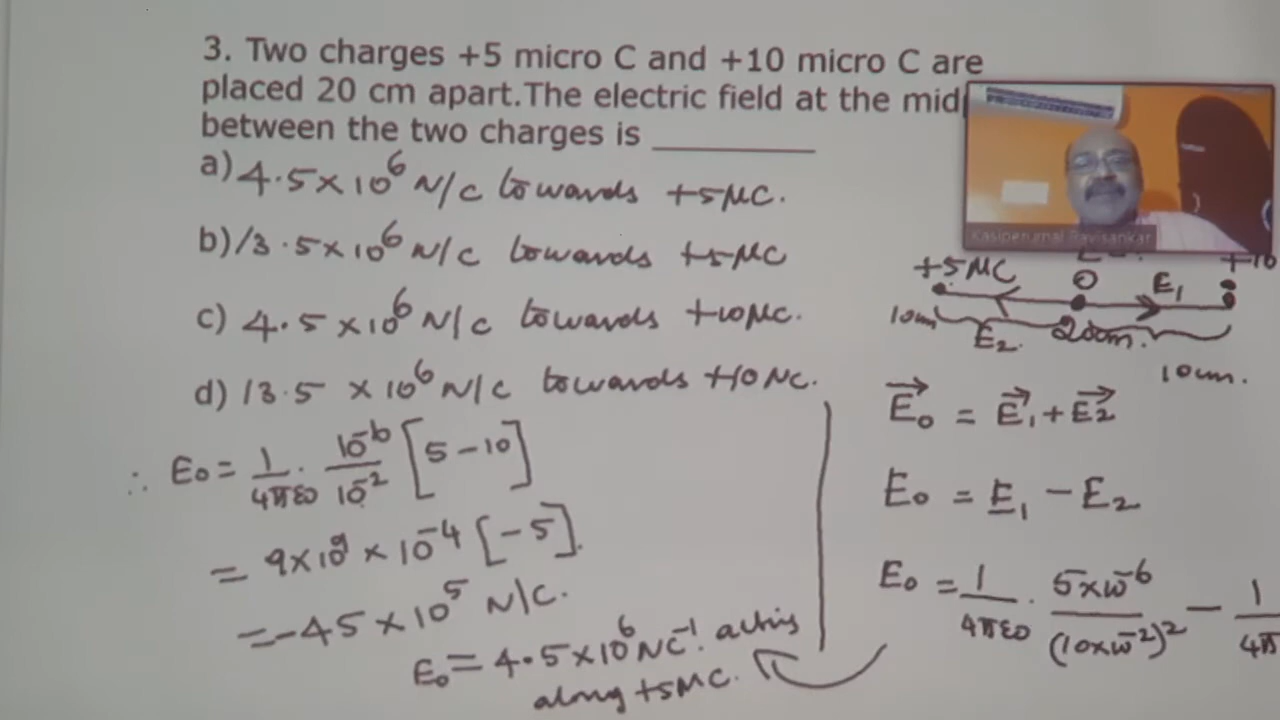 3. Two charges +5 micro C and +10 micro C are
placed 20 cm apart.The electric field at the mid
between the two charges is ________
a) 4.5×10⁶ N/C towards +5μC.
b) 13.5×10⁶ N/C towards +5μC
c) 4.5×10⁶ N/C towards +10μC.
d) 13.5 ×10⁶ N/C towards +10μC.
∴ E₀ = 1/4πε0 · 10⁻⁶/10⁻² [5-10]
= 9×10⁹ × 10⁻⁴ [-5].
= -45×10⁵ N/C.
E₀ = 4.5×10⁶ NC⁻¹. acting
along +5μC.
Kasiperumal Ravisankar
+5μC O E₁ +10
10cm E₂ 20cm.
10cm.
E⃗₀ = E⃗₁ + E⃗₂
E₀ = E₁ - E₂
E₀ = 1/4πε0 · 5×10⁻⁶/(10×10⁻²)² - 1/4π